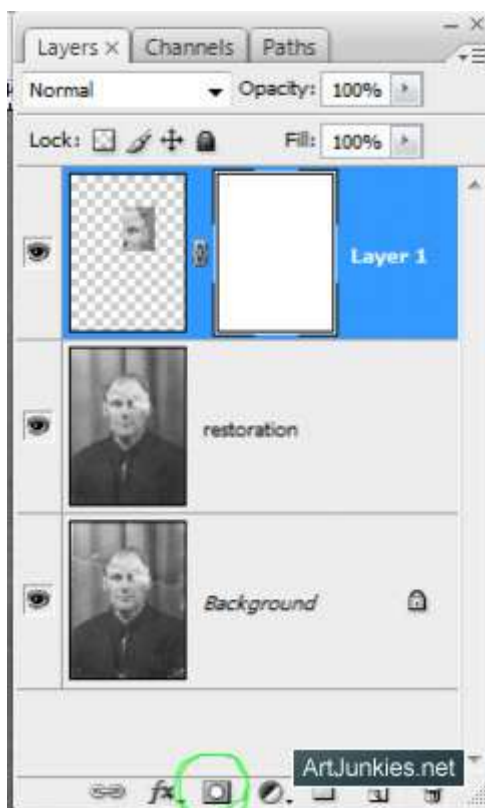 Layers × Channels Paths
Normal Opacity: 100%
Lock: Fill: 100%
Layer 1
restoration
Background
fx.
ArtJunkies.net